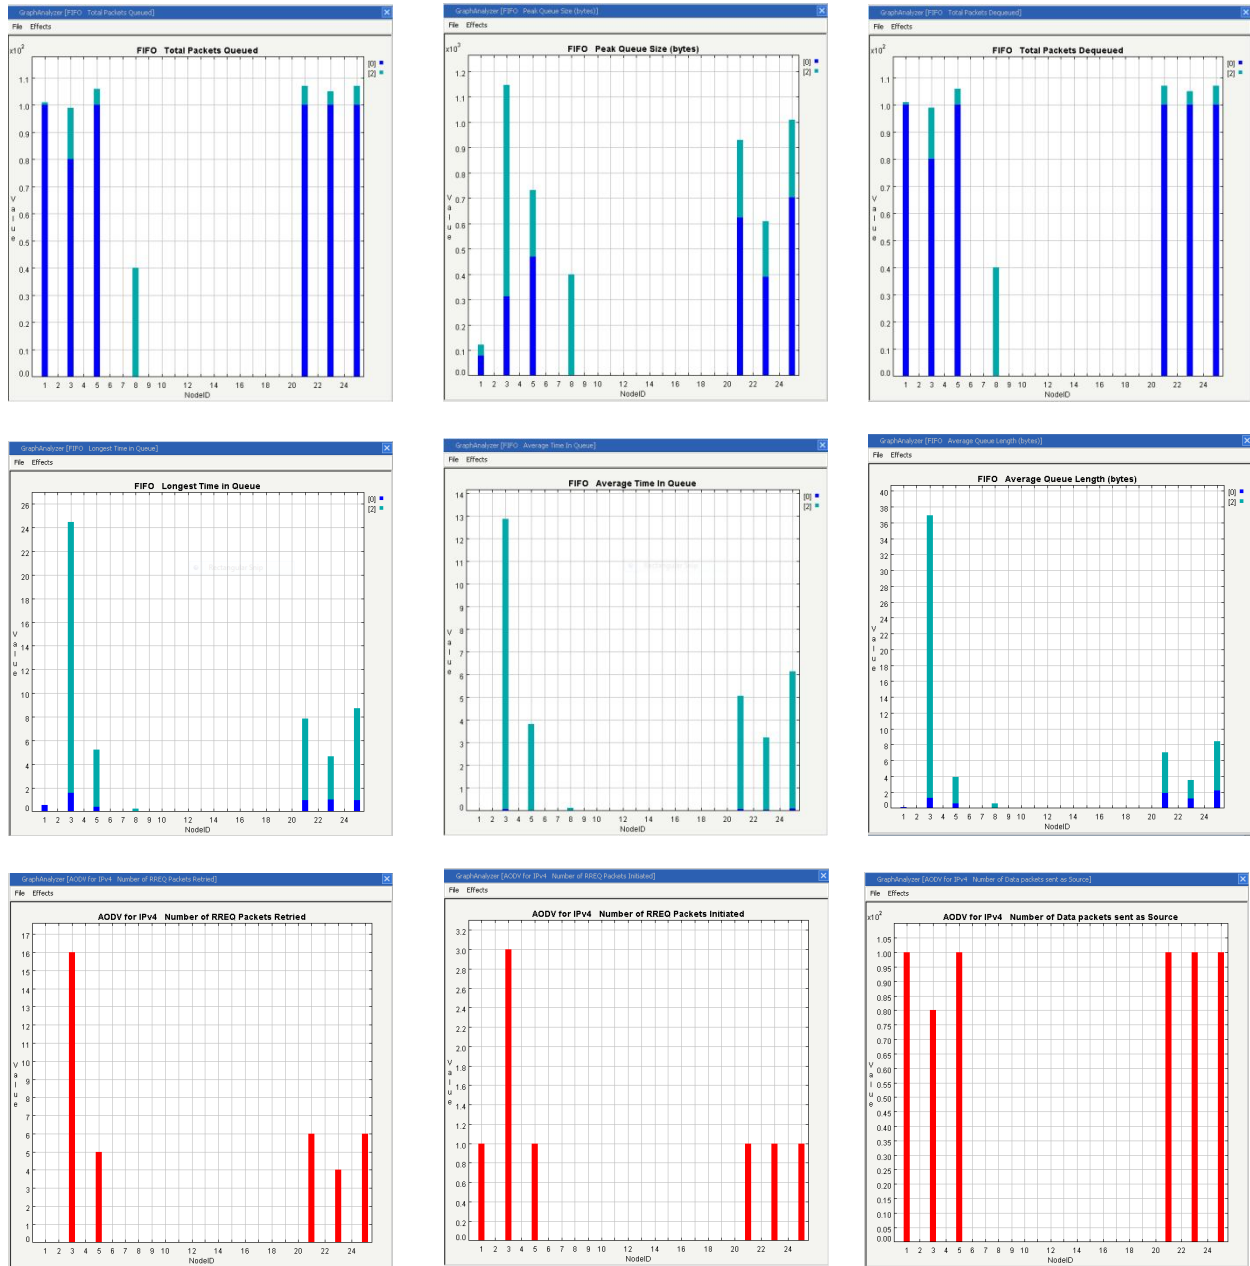 GraphAnalyzer [FIFO Total Packets Queued]
File Effects
x10²
FIFO Total Packets Queued
[0]
[2]
1.1
1.0
0.9
0.8
0.7
0.6
0.5
0.4
0.3
0.2
0.1
0.0
Value
1 2 3 5 6 8 9 10 12 14 16 18 20 22 24
NodeID
GraphAnalyzer [FIFO Peak Queue Size (bytes)]
File Effects
x10³
FIFO Peak Queue Size (bytes)
[0]
[2]
1.2
1.1
1.0
0.9
0.8
0.7
0.6
0.5
0.4
0.3
0.2
0.1
0.0
Value
1 2 3 5 6 8 9 10 12 14 16 18 20 22 24
NodeID
GraphAnalyzer [FIFO Total Packets Dequeued]
File Effects
x10²
FIFO Total Packets Dequeued
[0]
[2]
1.1
1.0
0.9
0.8
0.7
0.6
0.5
0.4
0.3
0.2
0.1
0.0
Value
1 2 3 5 6 8 9 10 12 14 16 18 20 22 24
NodeID
GraphAnalyzer [FIFO Longest Time in Queue]
File Effects
FIFO Longest Time in Queue
[0]
[2]
26
24
22
20
18
16
14
12
10
8
6
4
2
0
Value
1 2 3 5 6 8 9 10 12 14 16 18 20 22 24
NodeID
GraphAnalyzer [FIFO Average Time In Queue]
File Effects
FIFO Average Time In Queue
[0]
[2]
14
13
12
11
10
9
8
7
6
5
4
3
2
1
0
Value
1 2 3 5 6 8 9 10 12 14 16 18 20 22 24
NodeID
GraphAnalyzer [FIFO Average Queue Length (bytes)]
File Effects
FIFO Average Queue Length (bytes)
[0]
[2]
40
38
36
34
32
30
28
26
24
22
20
18
16
14
12
10
8
6
4
2
0
Value
1 2 3 5 6 8 9 10 12 14 16 18 20 22 24
NodeID
GraphAnalyzer [AODV for IPv4 Number of RREQ Packets Retried]
File Effects
AODV for IPv4 Number of RREQ Packets Retried
17
16
15
14
13
12
11
10
9
8
7
6
5
4
3
2
1
0
Value
1 2 3 5 6 8 9 10 12 14 16 18 20 22 24
NodeID
GraphAnalyzer [AODV for IPv4 Number of RREQ Packets Initiated]
File Effects
AODV for IPv4 Number of RREQ Packets Initiated
3.2
3.0
2.8
2.6
2.4
2.2
2.0
1.8
1.6
1.4
1.2
1.0
0.8
0.6
0.4
0.2
0.0
Value
1 2 3 5 6 8 9 10 12 14 16 18 20 22 24
NodeID
GraphAnalyzer [AODV for IPv4 Number of Data packets sent as Source]
File Effects
x10²
AODV for IPv4 Number of Data packets sent as Source
1.05
1.00
0.95
0.90
0.85
0.80
0.75
0.70
0.65
0.60
0.55
0.50
0.45
0.40
0.35
0.30
0.25
0.20
0.15
0.10
0.05
0.00
Value
1 2 3 5 6 8 9 10 12 14 16 18 20 22 24
NodeID